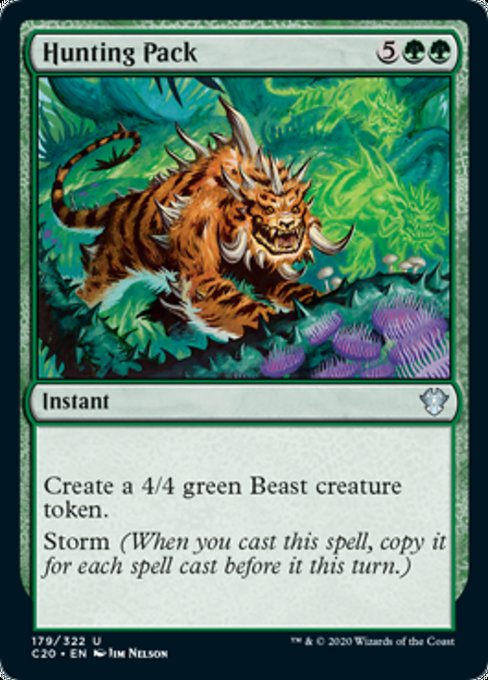 Hunting Pack 5
Instant
Create a 4/4 green Beast creature
token.
Storm (When you cast this spell, copy it
for each spell cast before it this turn.)
179/322 U
C20 • EN Jim Nelson
™ & © 2020 Wizards of the Coast